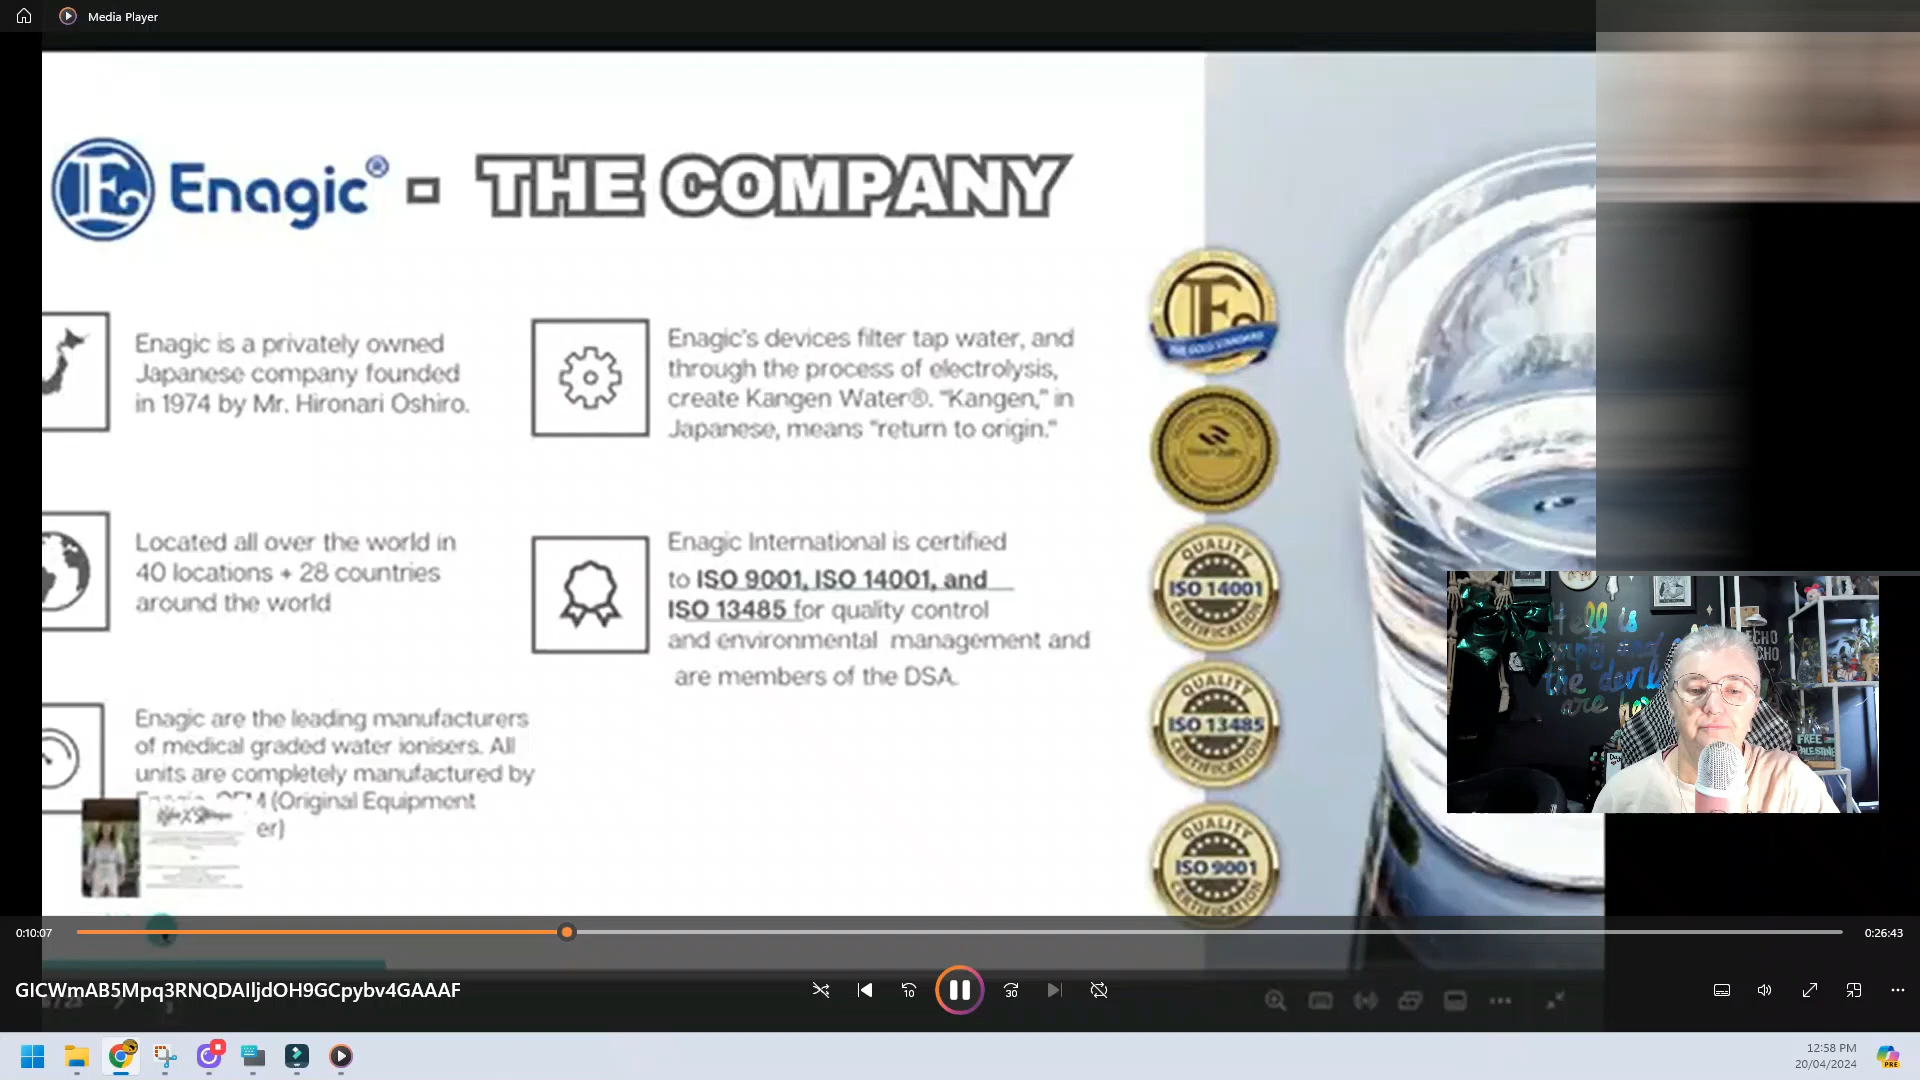 Media Player
Enagic®
THE COMPANY
Enagic is a privately owned
Japanese company founded
in 1974 by Mr. Hironari Oshiro.
Enagic's devices filter tap water, and
through the process of electrolysis,
create Kangen Water®. "Kangen," in
Japanese, means "return to origin."
Located all over the world in
40 locations + 28 countries
around the world
Enagic International is certified
to ISO 9001, ISO 14001, and
ISO 13485 for quality control
and environmental management and
are members of the DSA.
Enagic are the leading manufacturers
of medical graded water ionisers. All
units are completely manufactured by
(Original Equipment
er)
THE GOLD STANDARD
QUALITY
ISO 14001
CERTIFICATION
QUALITY
ISO 13485
CERTIFICATION
QUALITY
ISO 9001
CERTIFICATION
Hell is
empty and
the devils
are
FREE
PALESTINE
0:10:07
0:26:43
10
30
12:58 PM
20/04/2024
PRE